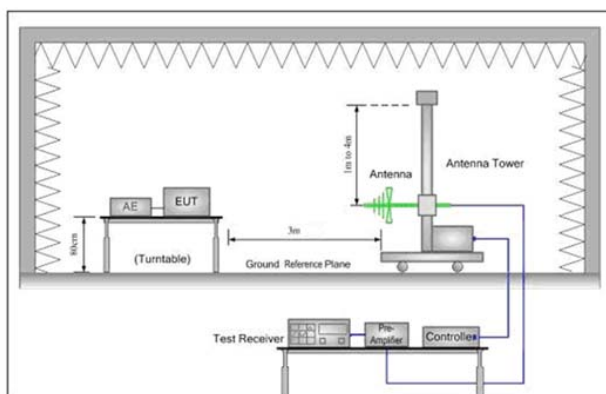 1m to 4m
Antenna
Antenna Tower
AE
EUT
80cm
(Turntable)
3m
Ground Reference Plane
Test Receiver
Pre-
Amplifier
Controller